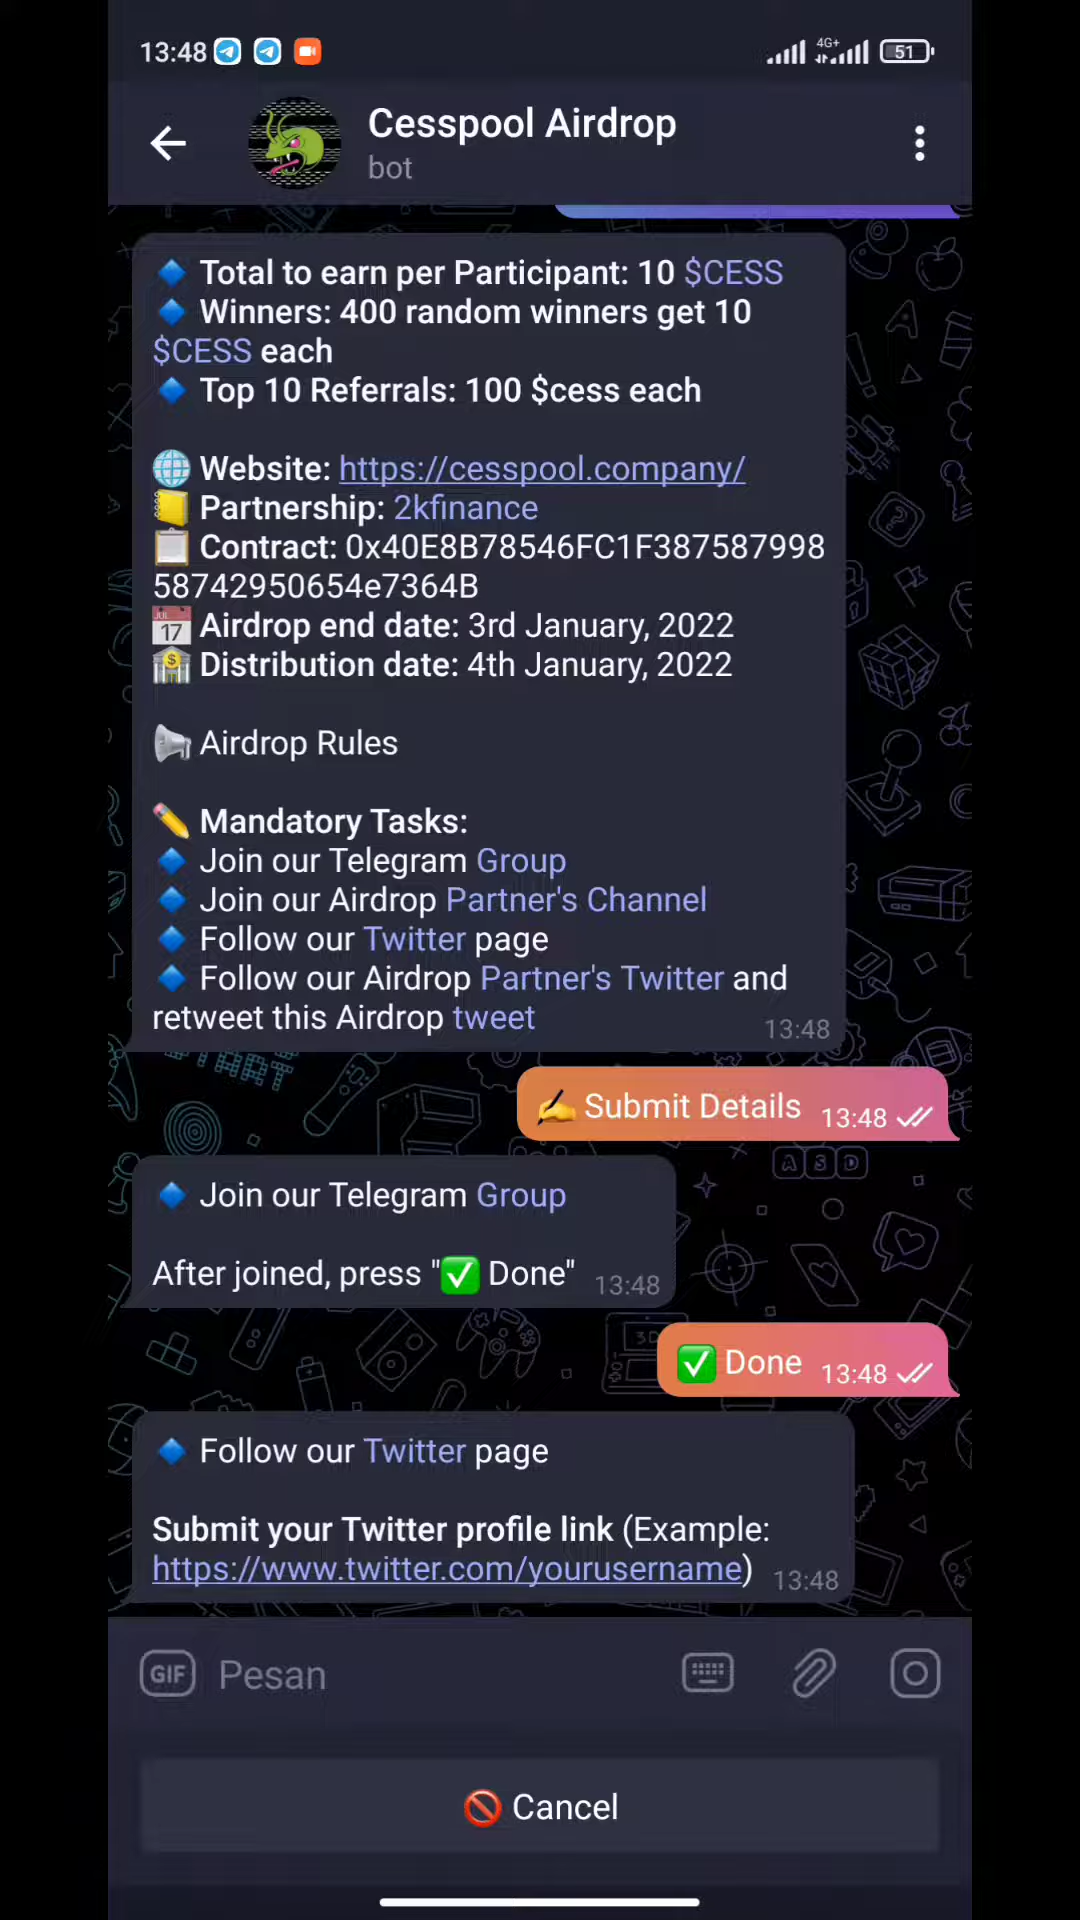 13:48
4G+
51
Cesspool Airdrop
bot
🔹 Total to earn per Participant: 10 $CESS
🔹 Winners: 400 random winners get 10
$CESS each
🔹 Top 10 Referrals: 100 $cess each
🌐 Website: https://cesspool.company/
📒 Partnership: 2kfinance
📋 Contract: 0x40E8B78546FC1F387587998
58742950654e7364B
📅 Airdrop end date: 3rd January, 2022
🏦 Distribution date: 4th January, 2022
📢 Airdrop Rules
✏️ Mandatory Tasks:
🔹 Join our Telegram Group
🔹 Join our Airdrop Partner's Channel
🔹 Follow our Twitter page
🔹 Follow our Airdrop Partner's Twitter and
retweet this Airdrop tweet
13:48
✍️ Submit Details 13:48
🔹 Join our Telegram Group
After joined, press "✅ Done" 13:48
✅ Done 13:48
🔹 Follow our Twitter page
Submit your Twitter profile link (Example:
https://www.twitter.com/yourusername) 13:48
GIF Pesan
🚫 Cancel